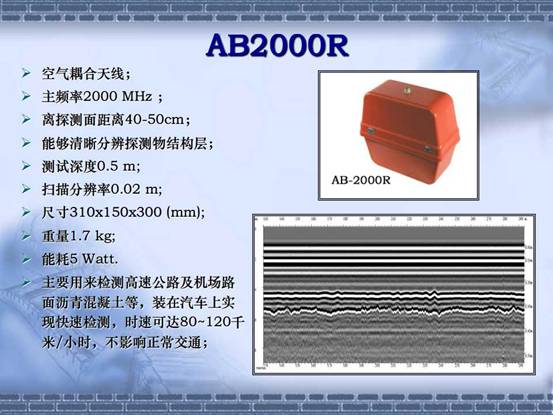 AB2000R
空气耦合天线；
主频率2000 MHz ；
离探测面距离40-50cm；
能够清晰分辨探测物结构层；
测试深度0.5 m;
扫描分辨率0.02 m;
尺寸310x150x300 (mm);
重量1.7 kg;
能耗5 Watt.
主要用来检测高速公路及机场路
面沥青混凝土等，装在汽车上实
现快速检测，时速可达80~120千
米/小时，不影响正常交通；
AB-2000R